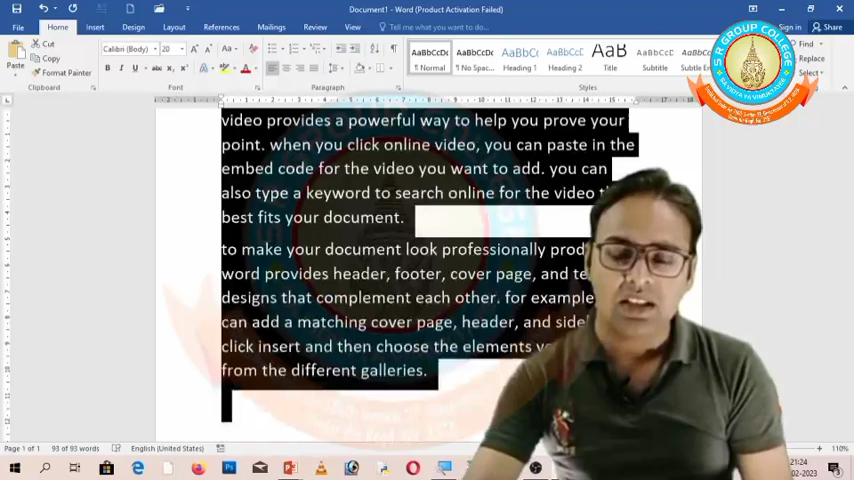 Document1 - Word (Product Activation Failed)
File Home Insert Draw Design Layout References Mailings Review View Tell me what you want to do... Sign in Share
Cut
Copy
Paste
Format Painter
Calibri (Body) 20
AaBbCcDc AaBbCcDc AaBbCc AaBbCcD AaB AaBbCcD AaBbCcD
¶ Normal ¶ No Spac... Heading 1 Heading 2 Title Subtitle
Find
Replace
Select
Clipboard Font Paragraph Styles
S R GROUP COLLEGE
video provides a powerful way to help you prove your
point. when you click online video, you can paste in the
embed code for the video you want to add. you can
also type a keyword to search online for the video
best fits your document.
to make your document look professionally
word provides header, footer, cover page, and
designs that complement each other. for example
can add a matching cover page, header, and
click insert and then choose the elements
from the different galleries.
Page 1 of 1 93 of 93 words English (United States) 110%
21:24
-02-2023